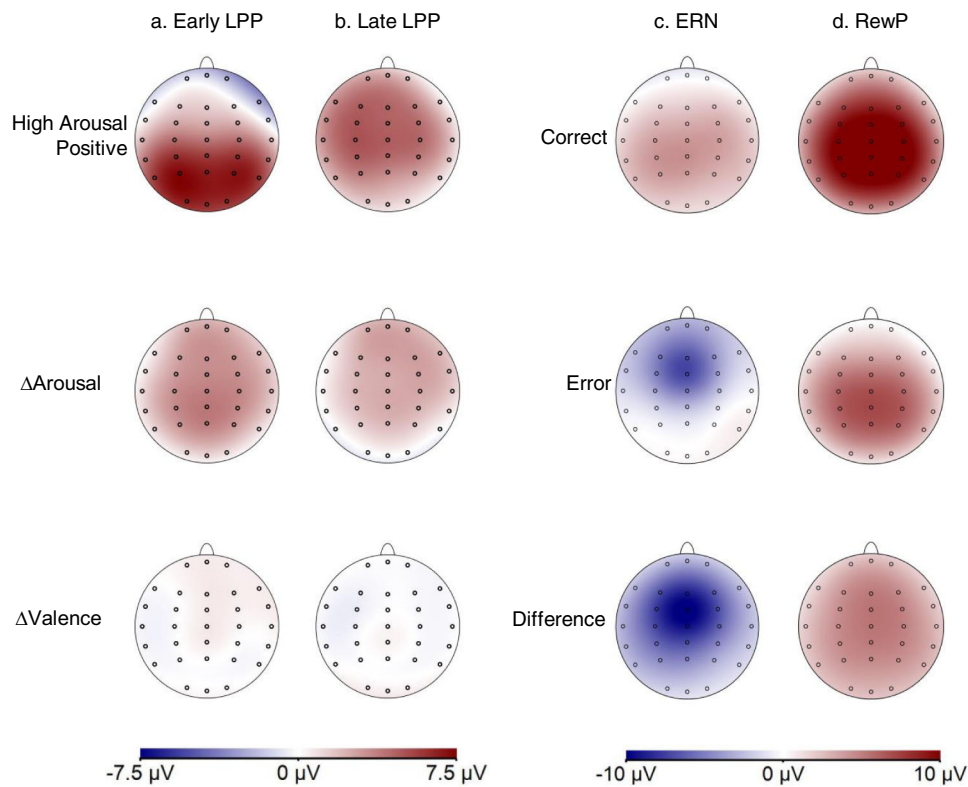 a. Early LPP
b. Late LPP
c. ERN
d. RewP
High Arousal
Positive
Correct
ΔArousal
Error
ΔValence
Difference
-7.5 µV
0 µV
7.5 µV
-10 µV
0 µV
10 µV